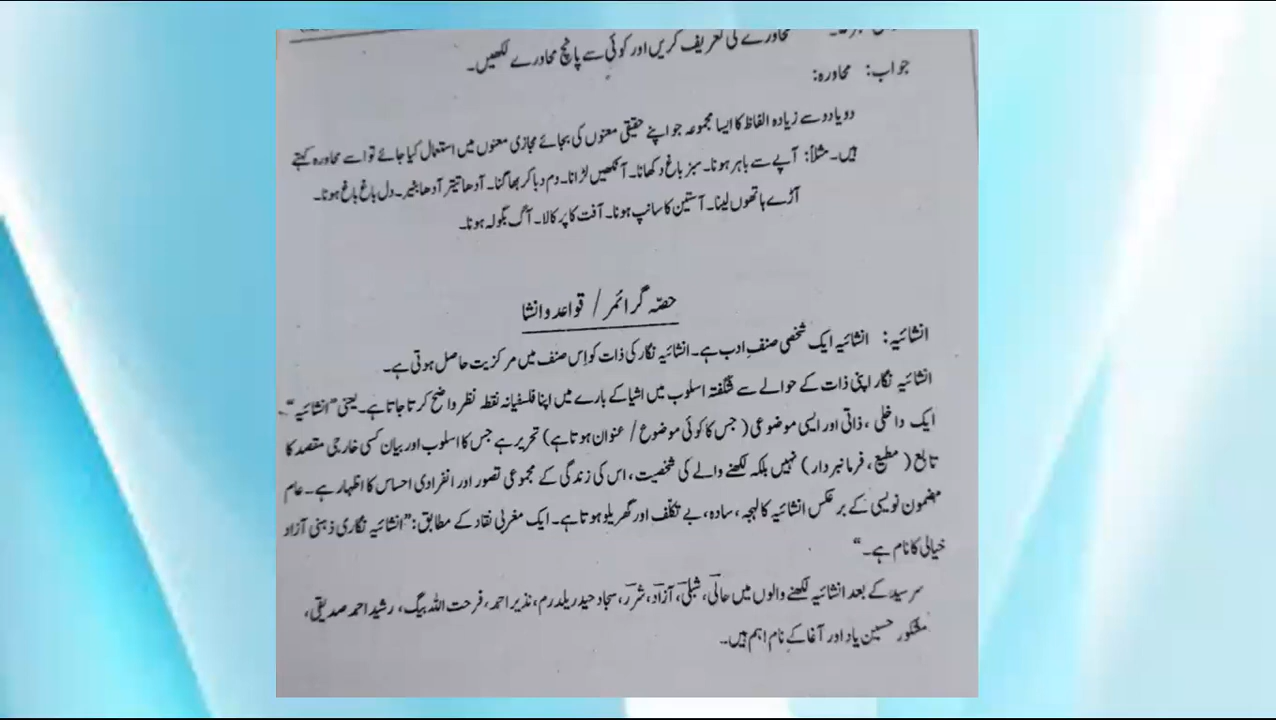 محاورے کی تعریف کریں اور کوئی سے پانچ محاورے لکھیں۔
جواب: محاورہ:
دو یا دو سے زیادہ الفاظ کا ایسا مجموعہ جو اپنے حقیقی معنوں کی بجائے مجازی معنوں میں استعمال کیا جائے تو اسے محاورہ کہتے
ہیں۔ مثلاً: آپے سے باہر ہونا۔ سبز باغ دکھانا۔ آنکھیں لڑانا۔ دم دبا کر بھاگنا۔ آدھا تیتر آدھا بٹیر۔ دل باغ باغ ہونا۔
آڑے ہاتھوں لینا۔ آستین کا سانپ ہونا۔ آفت کا پرکالا۔ آگ بگولہ ہونا۔
حصّہ گرائمر / قواعد و انشا
انشائیہ: انشائیہ ایک شخصی صنفِ ادب ہے۔ انشائیہ نگار کی ذات کو اِس صنف میں مرکزیت حاصل ہوتی ہے۔
انشائیہ نگار اپنی ذات کے حوالے سے شگفتہ اسلوب میں اشیا کے بارے میں اپنا فلسفیانہ نقطہ نظر واضح کرتا جاتا ہے۔ یعنی ”انشائیہ“۔
ایک داخلی، ذاتی اور ایسی موضوعی (جس کا کوئی موضوع / عنوان ہوتا ہے) تحریر ہے جس کا اسلوب اور بیان کسی خارجی مقصد کا
تابع (مطیع، فرمانبردار) نہیں بلکہ لکھنے والے کی شخصیت، اس کی زندگی کے مجموعی تصور اور انفرادی احساس کا اظہار ہے۔ عام
مضمون نویسی کے برعکس انشائیہ کا لہجہ، سادہ، بے تکلّف اور گھریلو ہوتا ہے۔ ایک مغربی نقاد کے مطابق: ”انشائیہ نگاری ذہنی آزاد
خیالی کا نام ہے۔“
سر سید کے بعد انشائیہ لکھنے والوں میں حالی، شبلی، آزاد، شرر، سجاد حیدر یلدرم، نذیر احمد، فرحت اللہ بیگ، رشید احمد صدیقی،
مشکور حسین یاد اور آغا کے نام اہم ہیں۔